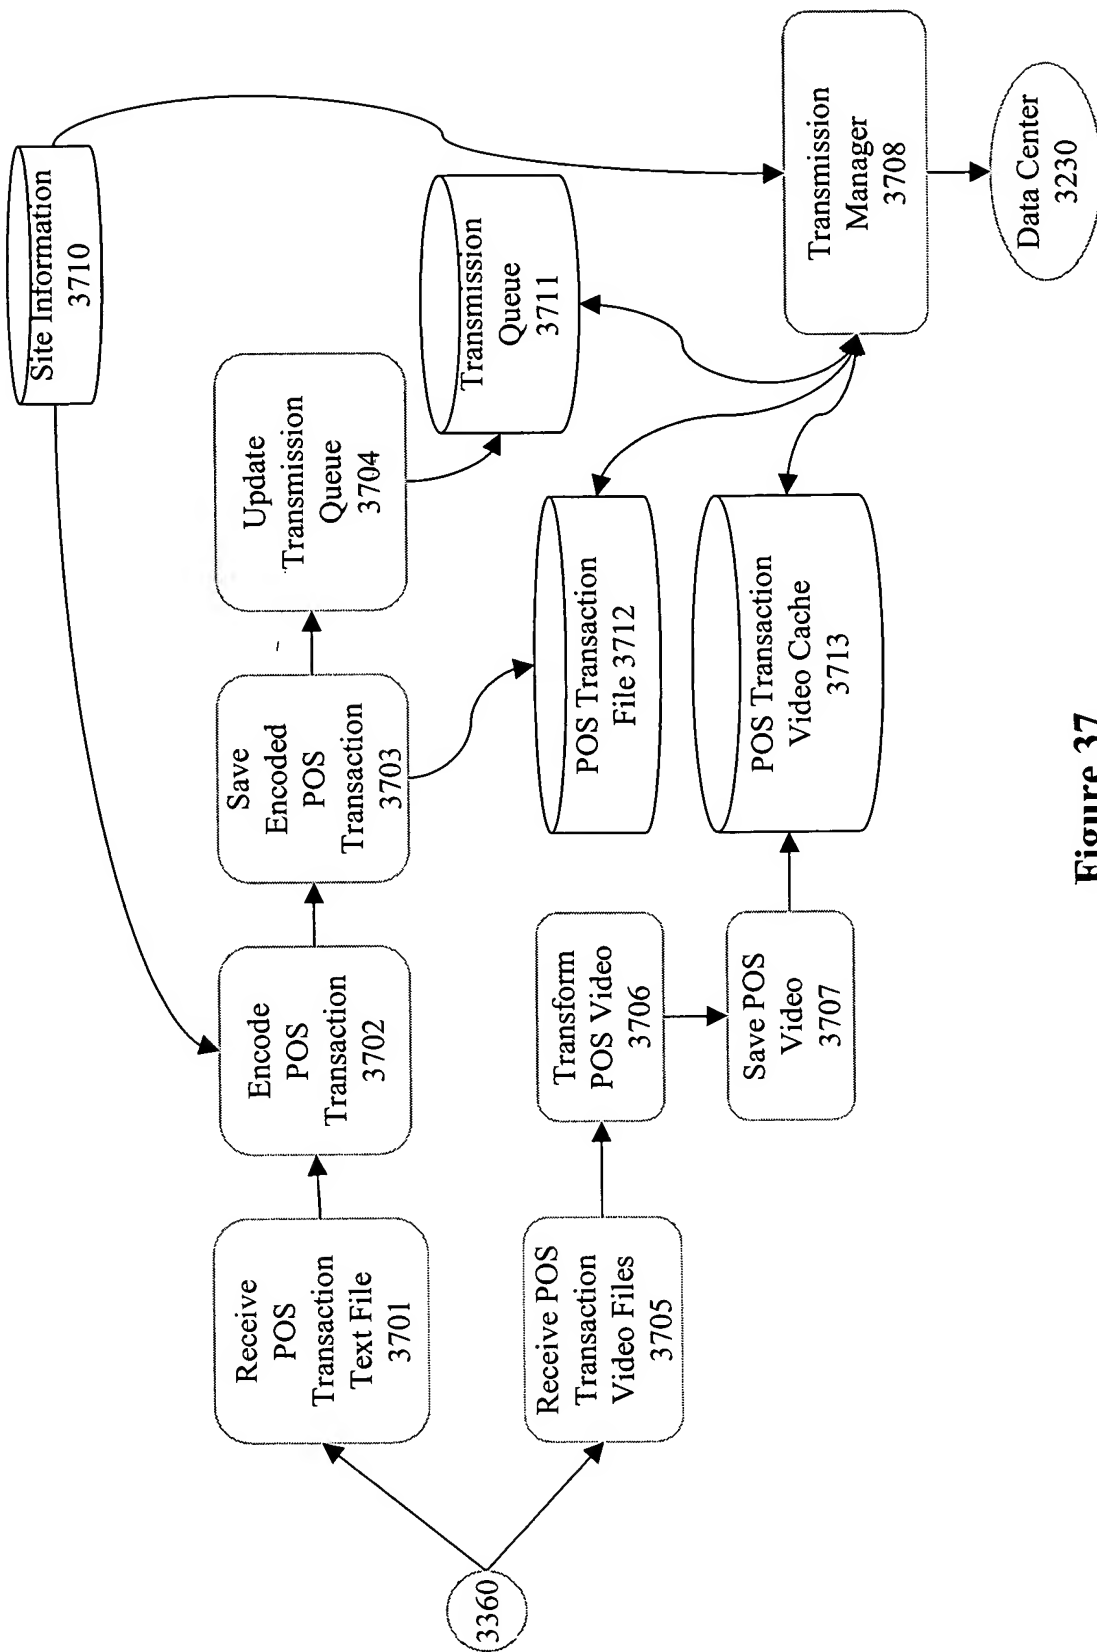 Site Information
3710
Update
Transmission
Queue
3704
Transmission
Queue
3711
Save
Encoded
POS
Transaction
3703
Encode
POS
Transaction
3702
Receive
POS
Transaction
Text File
3701
3360
Receive POS
Transaction
Video Files
3705
Transform
POS Video
3706
Save POS
Video
3707
POS Transaction
File 3712
POS Transaction
Video Cache
3713
Transmission
Manager
3708
Data Center
3230
Figure 37